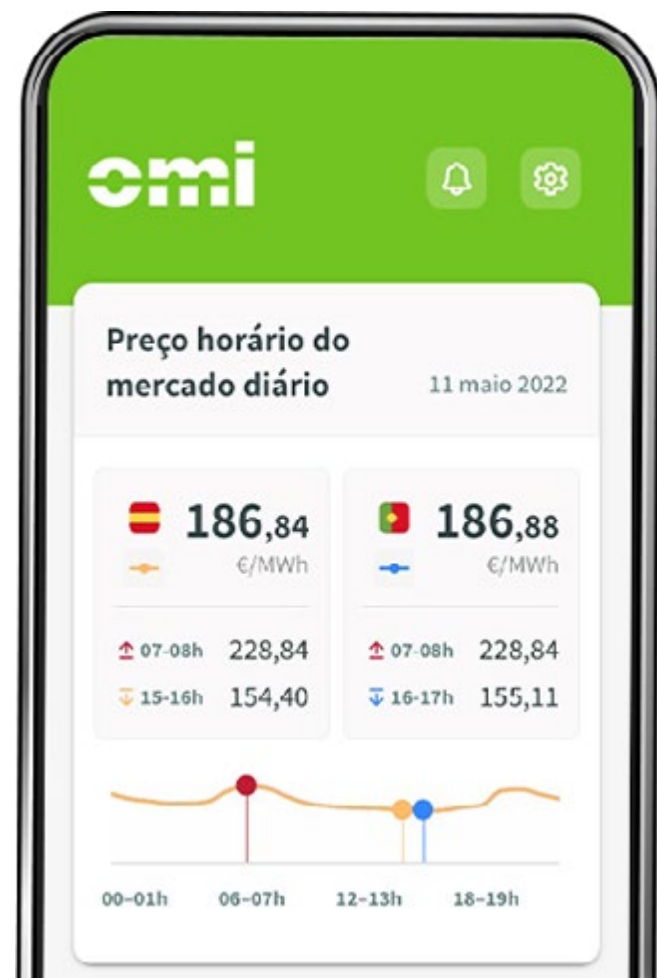 omi
Preço horário do
mercado diário
11 maio 2022
186,84
€/MWh
07-08h 228,84
15-16h 154,40
186,88
€/MWh
07-08h 228,84
16-17h 155,11
00-01h 06-07h 12-13h 18-19h